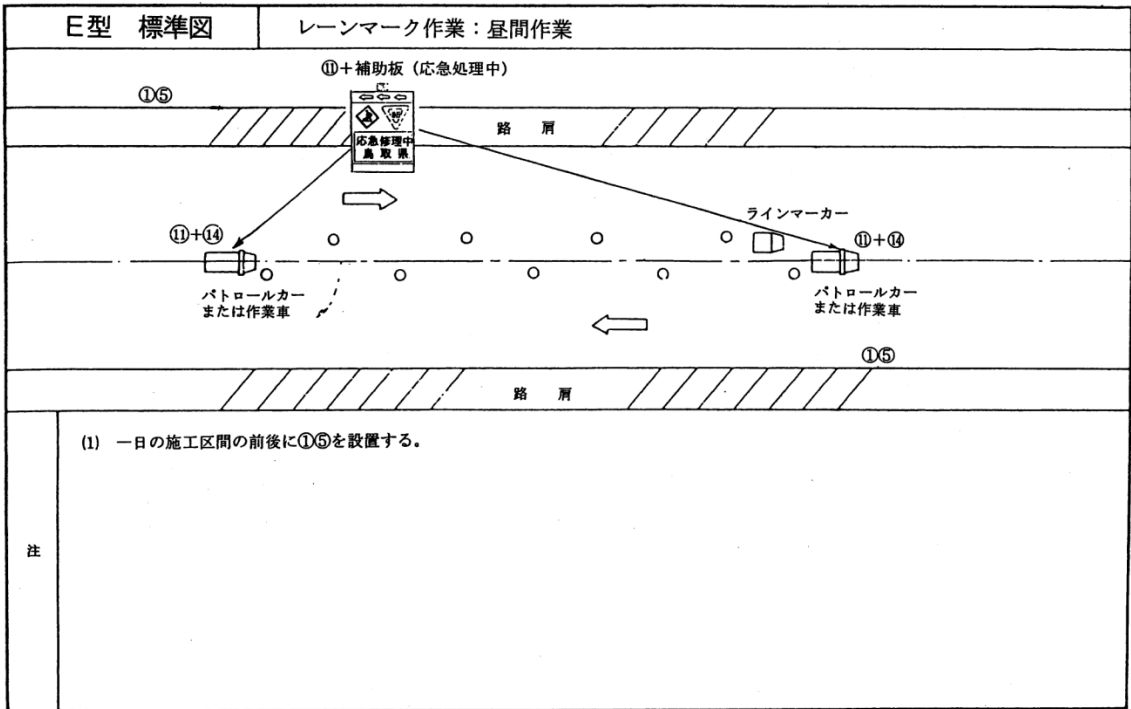 E型 標準図
レーンマーク作業：昼間作業
⑪＋補助板（応急処理中）
①⑤
路肩
応急修理中
鳥取県
ラインマーカー
⑪+⑭
⑪+⑭
パトロールカー
または作業車
パトロールカー
または作業車
①⑤
路肩
注
(1) 一日の施工区間の前後に①⑤を設置する。